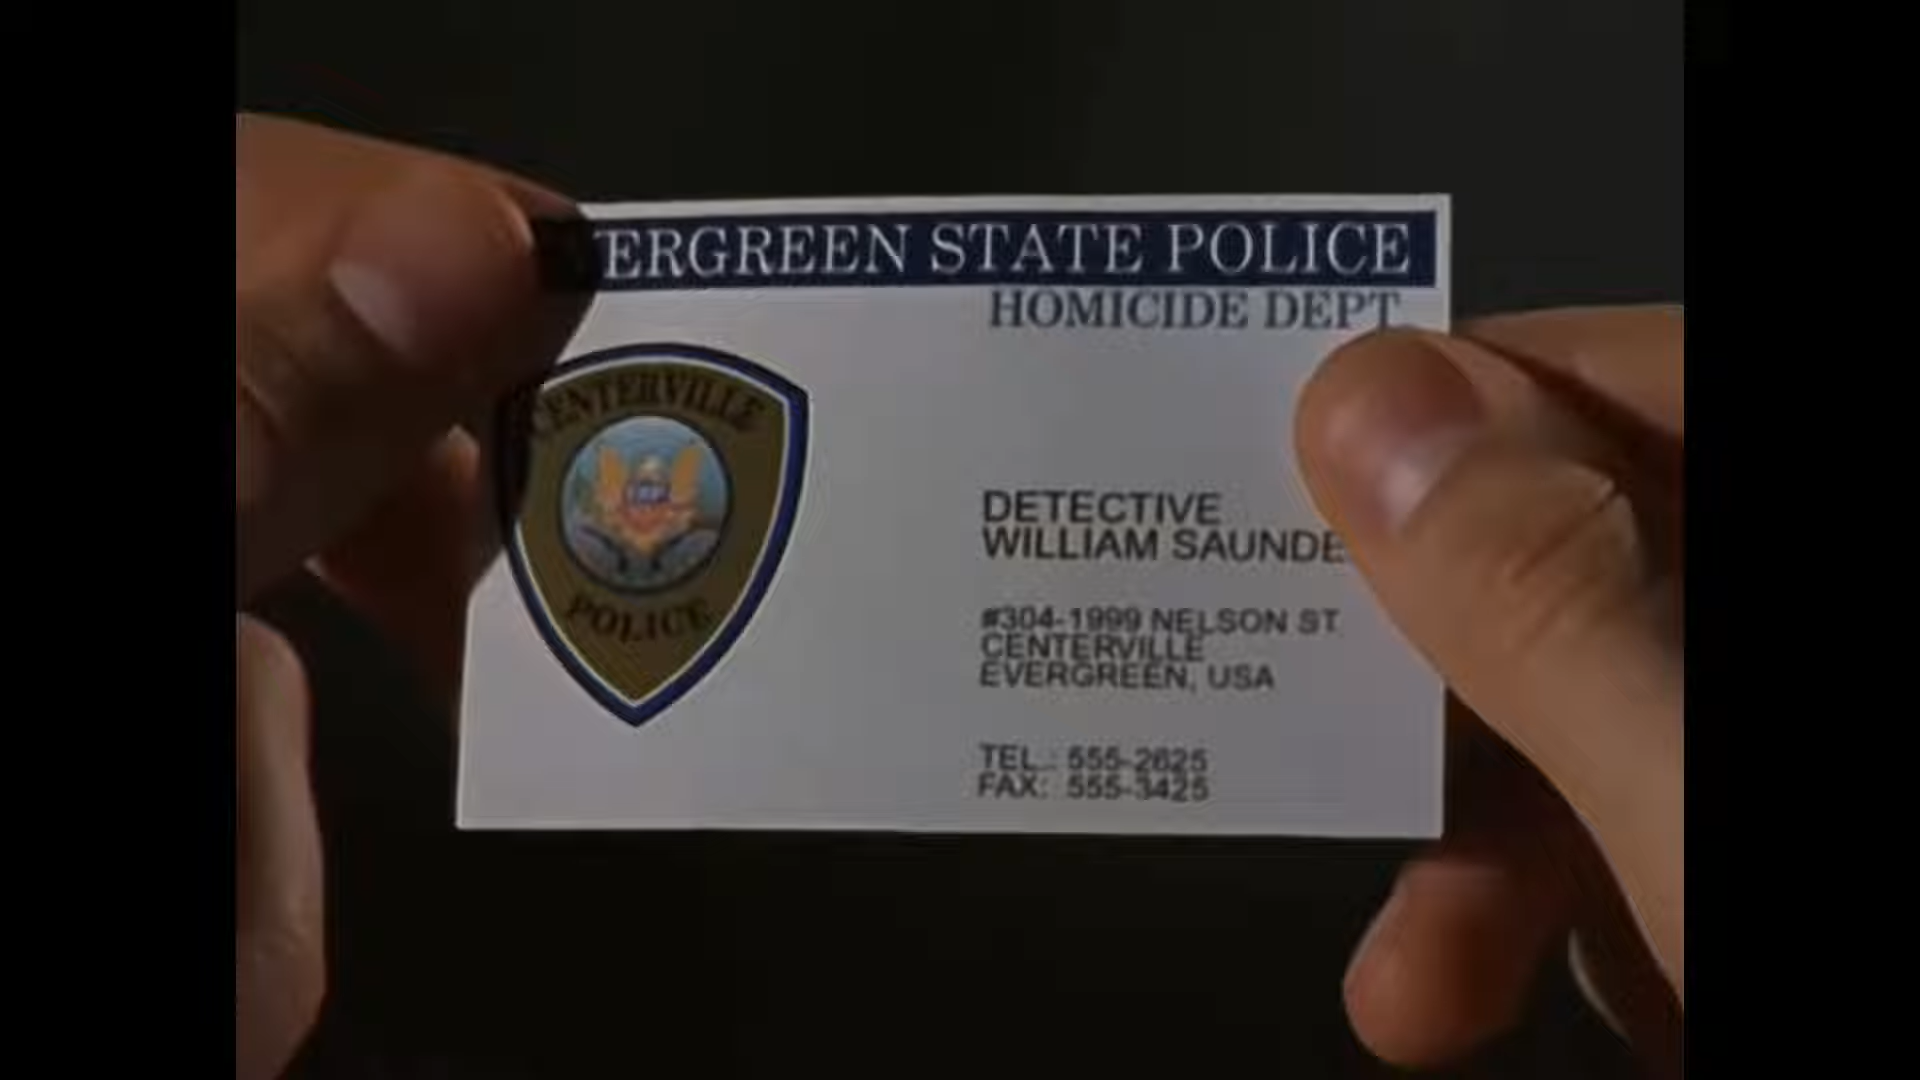 ERGREEN STATE POLICE
HOMICIDE DEPT
CENTERVILLE
POLICE
DETECTIVE
WILLIAM SAUNDE
#304-1999 NELSON ST.
CENTERVILLE
EVERGREEN, USA
TEL.: 555-2625
FAX: 555-3425